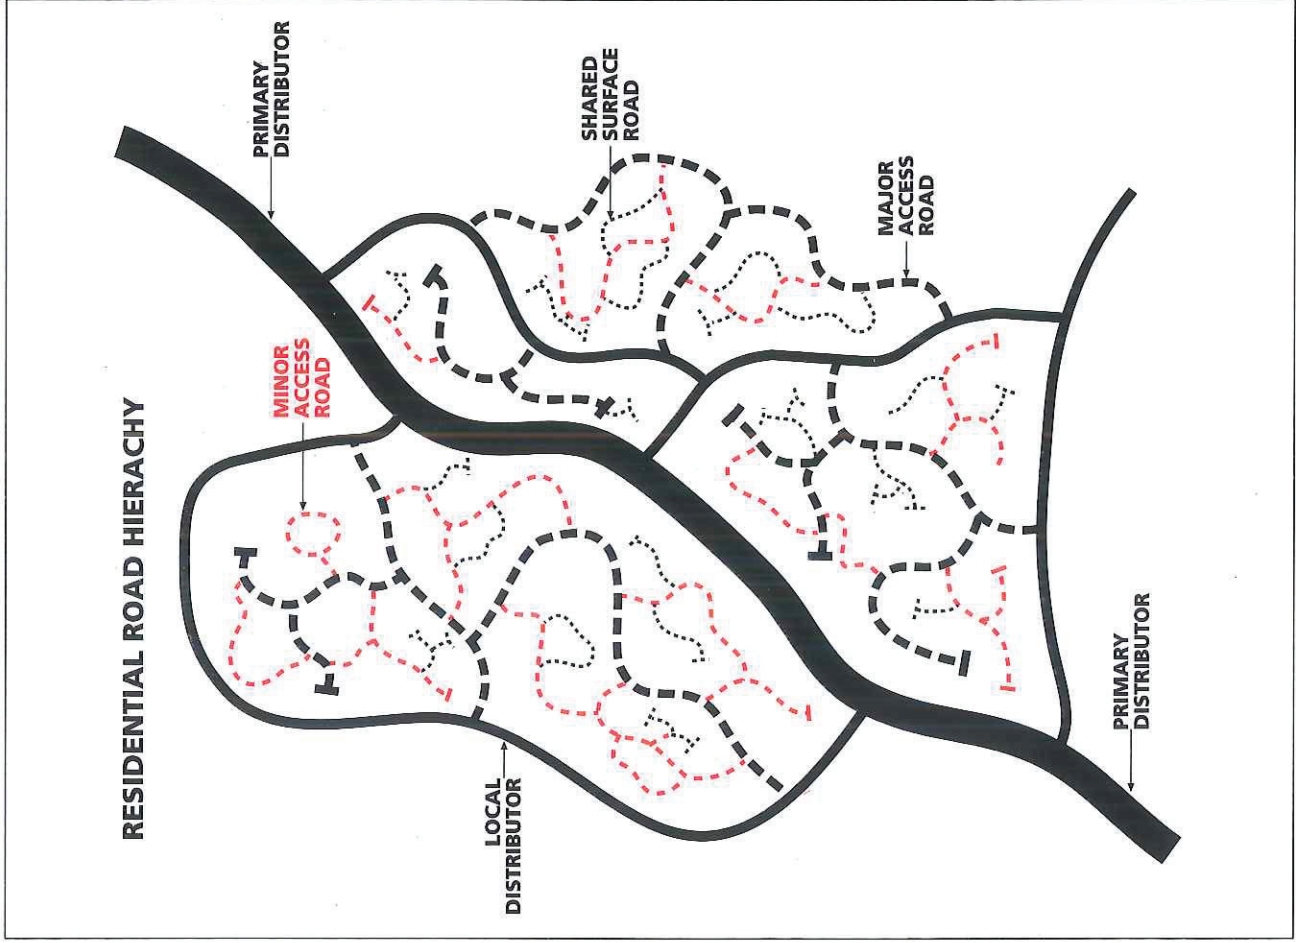 RESIDENTIAL ROAD HIERACHY
PRIMARY
DISTRIBUTOR
MINOR
ACCESS
ROAD
LOCAL
DISTRIBUTOR
SHARED
SURFACE
ROAD
MAJOR
ACCESS
ROAD
PRIMARY
DISTRIBUTOR